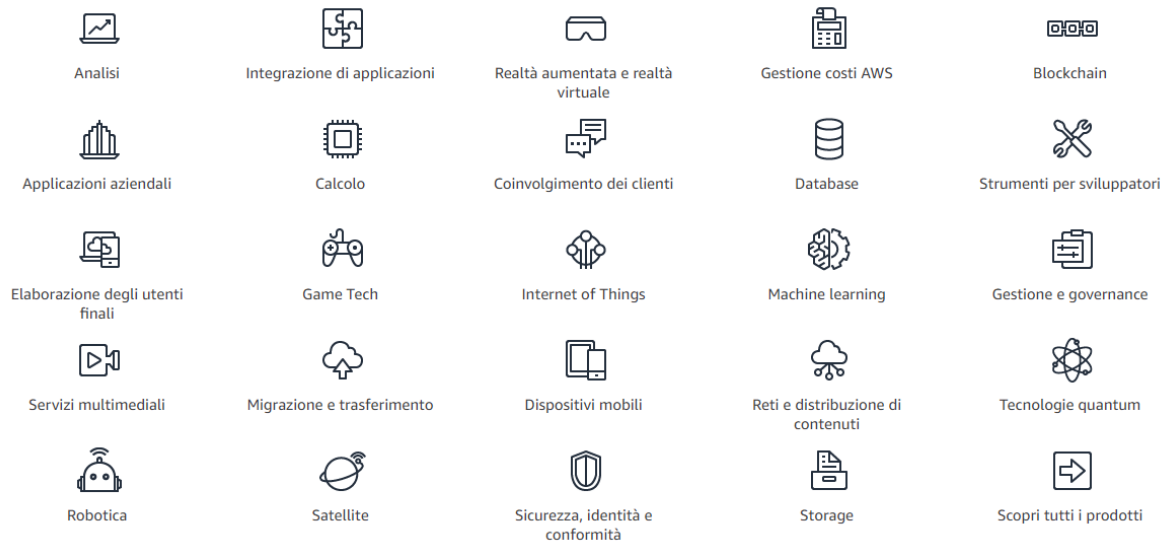 Analisi
Integrazione di applicazioni
Realtà aumentata e realtà
virtuale
Gestione costi AWS
Blockchain
Applicazioni aziendali
Calcolo
Coinvolgimento dei clienti
Database
Strumenti per sviluppatori
Elaborazione degli utenti
finali
Game Tech
Internet of Things
Machine learning
Gestione e governance
Servizi multimediali
Migrazione e trasferimento
Dispositivi mobili
Reti e distribuzione di
contenuti
Tecnologie quantum
Robotica
Satellite
Sicurezza, identità e
conformità
Storage
Scopri tutti i prodotti